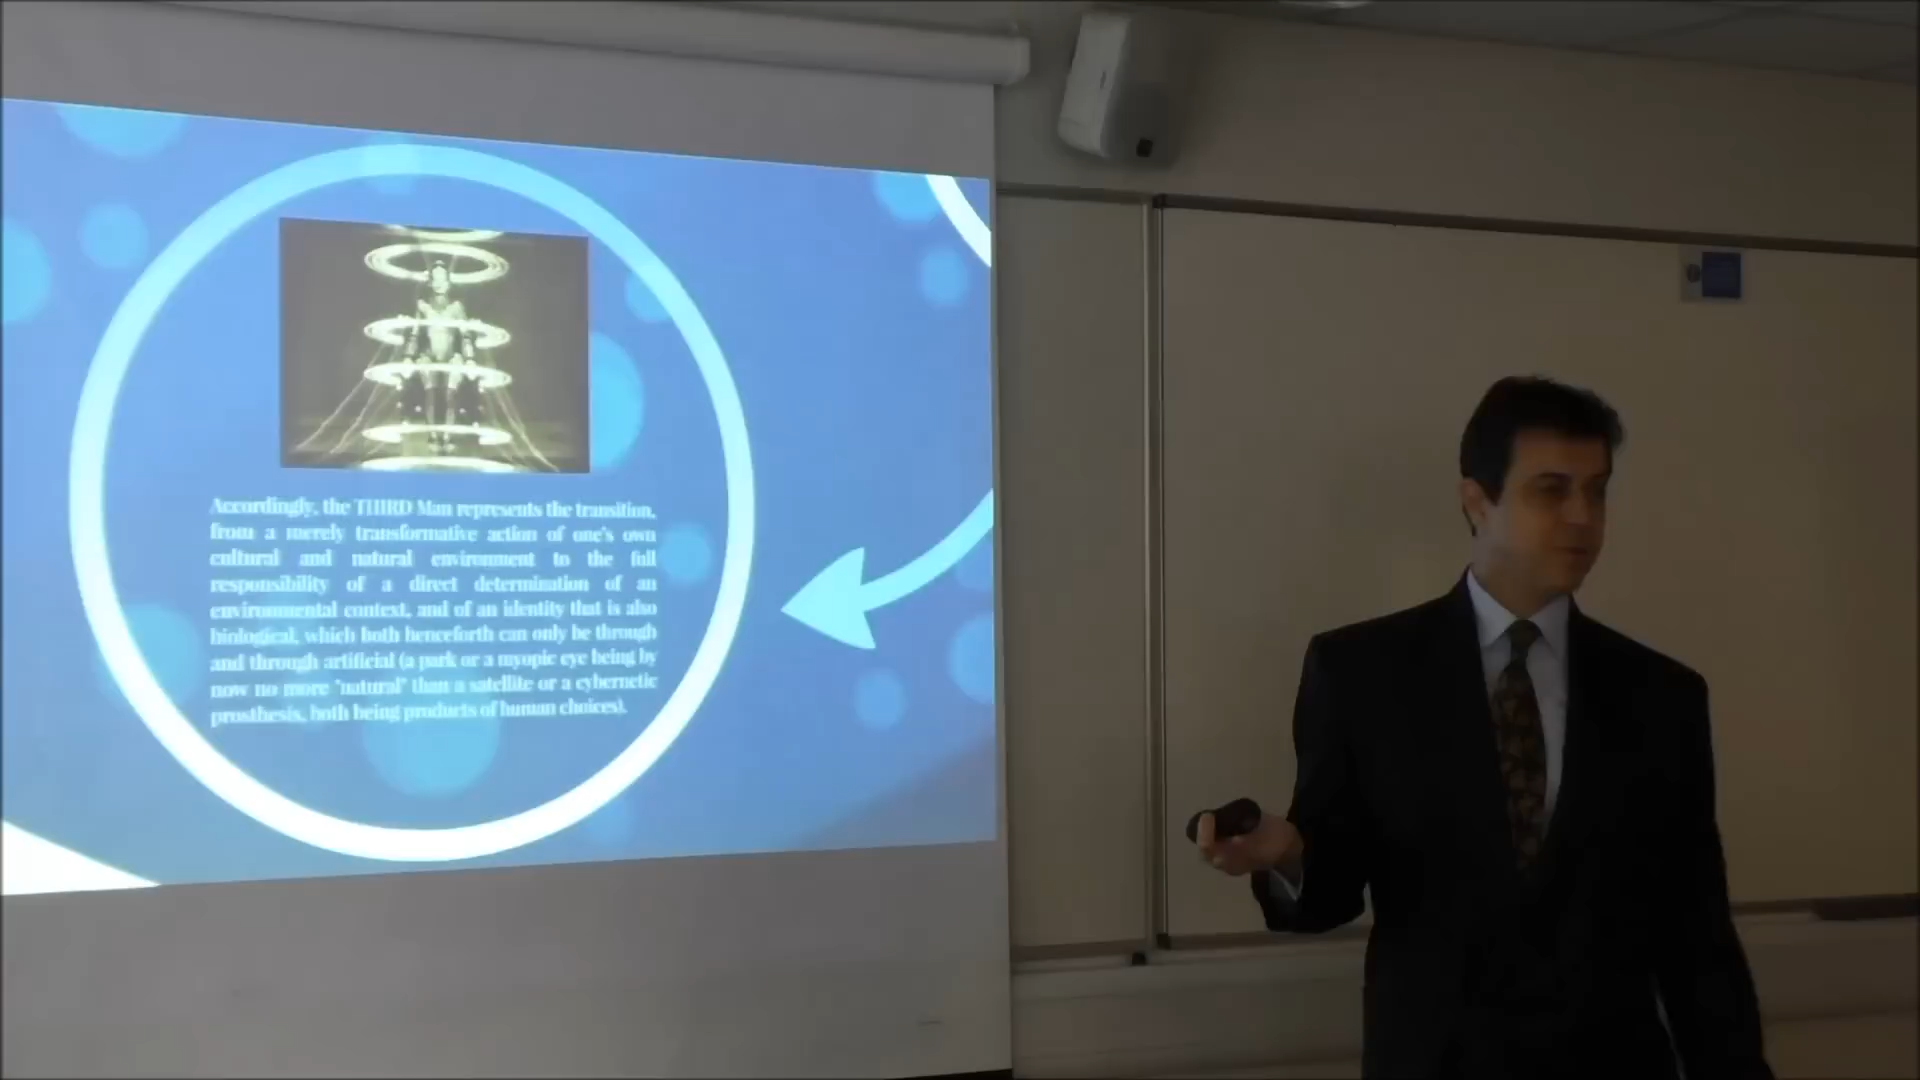 Accordingly, the THIRD Man represents the transition,
from a merely transformative action of one's own
cultural and natural environment to the full
responsibility of a direct determination of an
environmental context, and of an identity that is also
biological, which both henceforth can only be through
and through artificial (a park or a myopic eye being by
now no more "natural" than a satellite or a cybernetic
prosthesis, both being products of human choices).